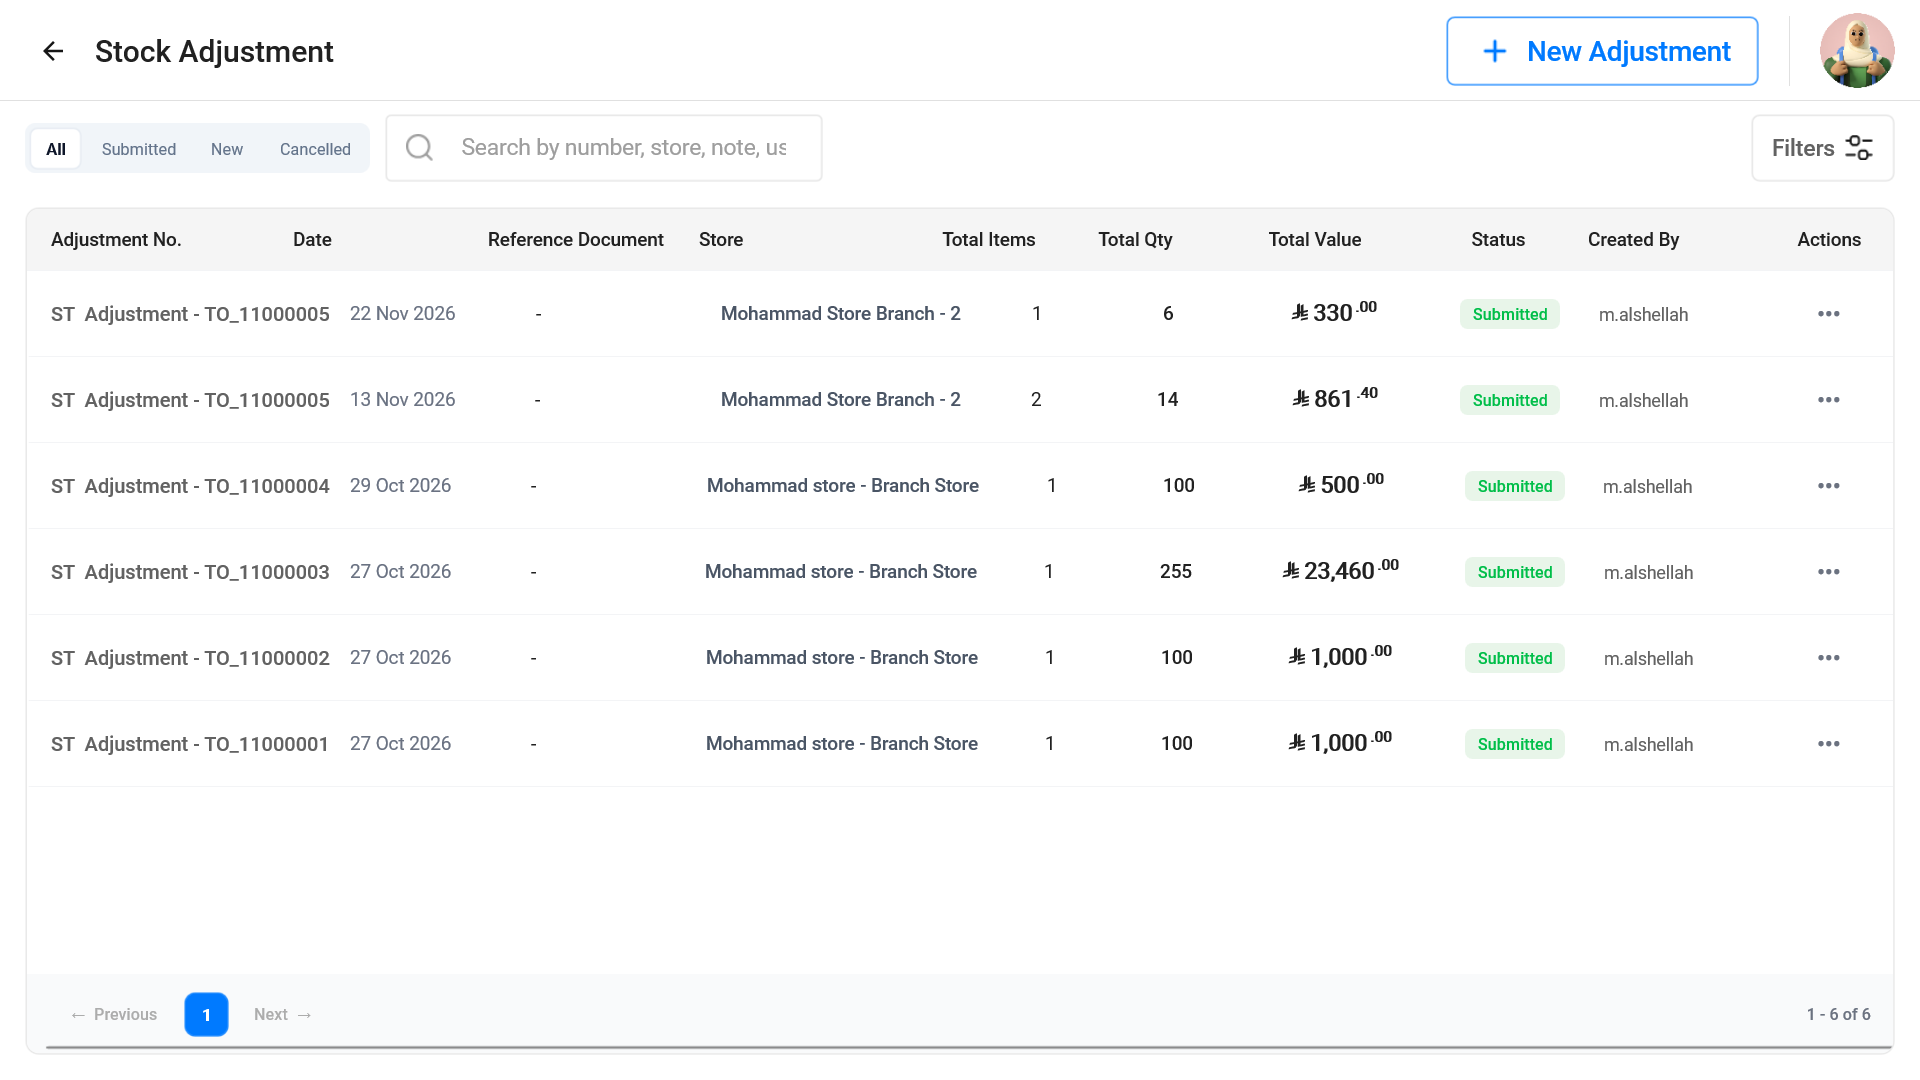 Stock Adjustment
+ New Adjustment
All Submitted New Cancelled
Search by number, store, note, us
Filters
Adjustment No. Date Reference Document Store Total Items Total Qty Total Value Status Created By Actions
ST Adjustment - TO_11000005 22 Nov 2026 - Mohammad Store Branch - 2 1 6 330.00 Submitted m.alshellah
ST Adjustment - TO_11000005 13 Nov 2026 - Mohammad Store Branch - 2 2 14 861.40 Submitted m.alshellah
ST Adjustment - TO_11000004 29 Oct 2026 - Mohammad store - Branch Store 1 100 500.00 Submitted m.alshellah
ST Adjustment - TO_11000003 27 Oct 2026 - Mohammad store - Branch Store 1 255 23,460.00 Submitted m.alshellah
ST Adjustment - TO_11000002 27 Oct 2026 - Mohammad store - Branch Store 1 100 1,000.00 Submitted m.alshellah
ST Adjustment - TO_11000001 27 Oct 2026 - Mohammad store - Branch Store 1 100 1,000.00 Submitted m.alshellah
← Previous 1 Next →
1 - 6 of 6